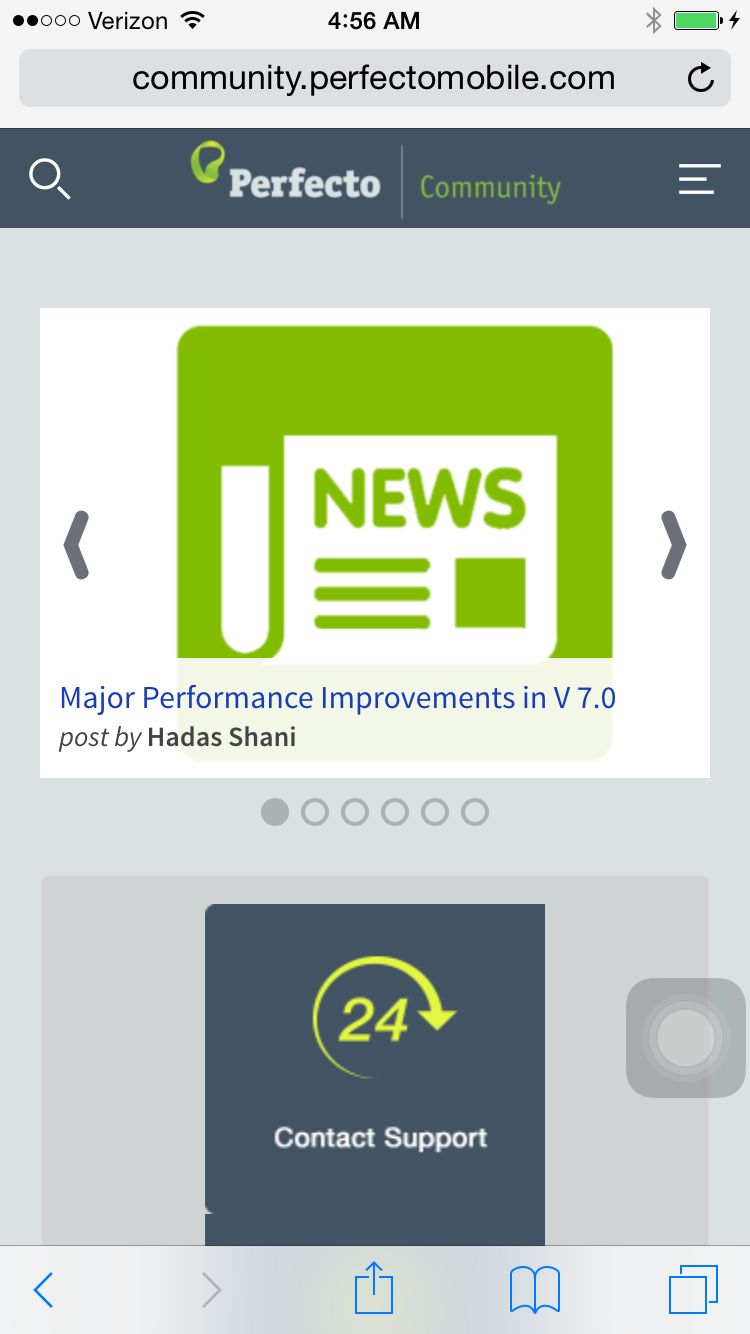 Verizon 4:56 AM
community.perfectomobile.com
Perfecto Community
NEWS
Major Performance Improvements in V 7.0
post by Hadas Shani
24
Contact Support